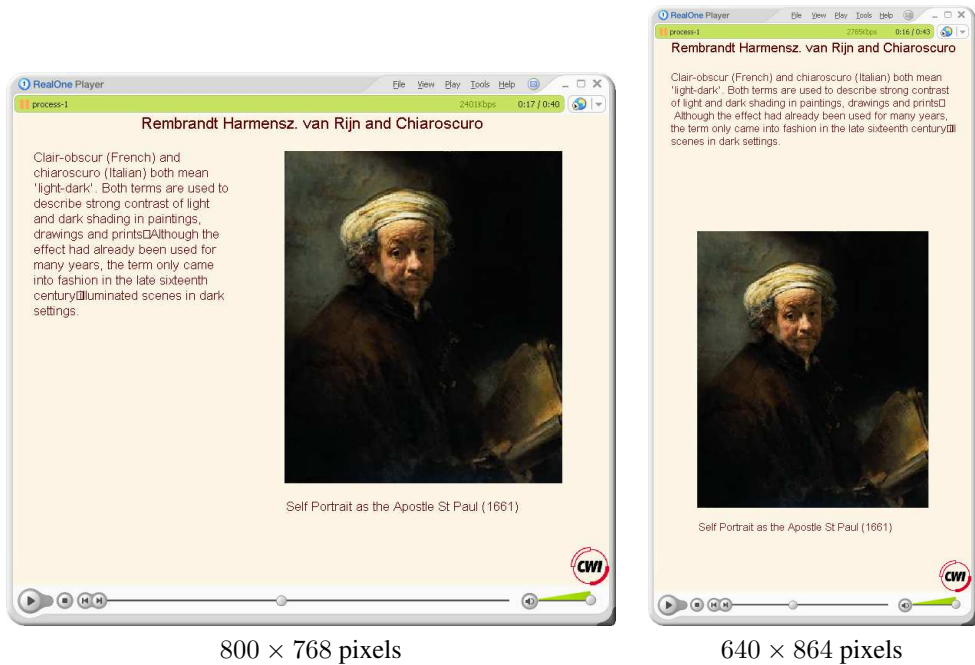 RealOne Player File View Play Tools Help
process-1 2401Kbps 0:17 / 0:40
Rembrandt Harmensz. van Rijn and Chiaroscuro
Clair-obscur (French) and
chiaroscuro (Italian) both mean
'light-dark'. Both terms are used to
describe strong contrast of light
and dark shading in paintings,
drawings and prints□Although the
effect had already been used for
many years, the term only came
into fashion in the late sixteenth
century□lluminated scenes in dark
settings.
Self Portrait as the Apostle St Paul (1661)
CWI
800 × 768 pixels
RealOne Player File View Play Tools Help
process-1 2785Kbps 0:16 / 0:43
Rembrandt Harmensz. van Rijn and Chiaroscuro
Clair-obscur (French) and chiaroscuro (Italian) both mean
'light-dark'. Both terms are used to describe strong contrast
of light and dark shading in paintings, drawings and prints□
Although the effect had already been used for many years,
the term only came into fashion in the late sixteenth century□
scenes in dark settings.
Self Portrait as the Apostle St Paul (1661)
CWI
640 × 864 pixels